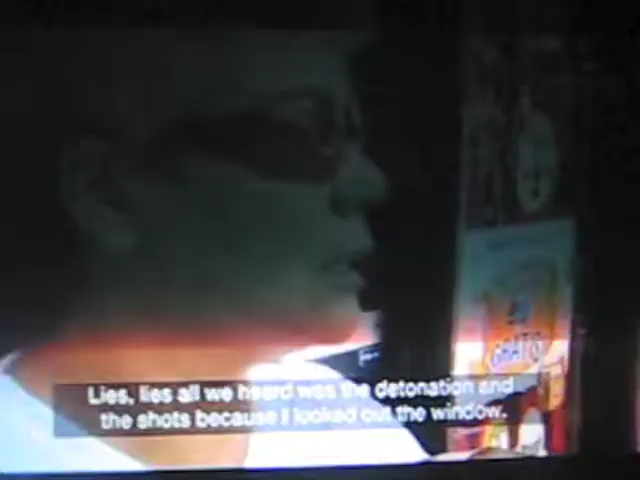 Lies, lies all we heard was the detonation and
the shots because I looked out the window.